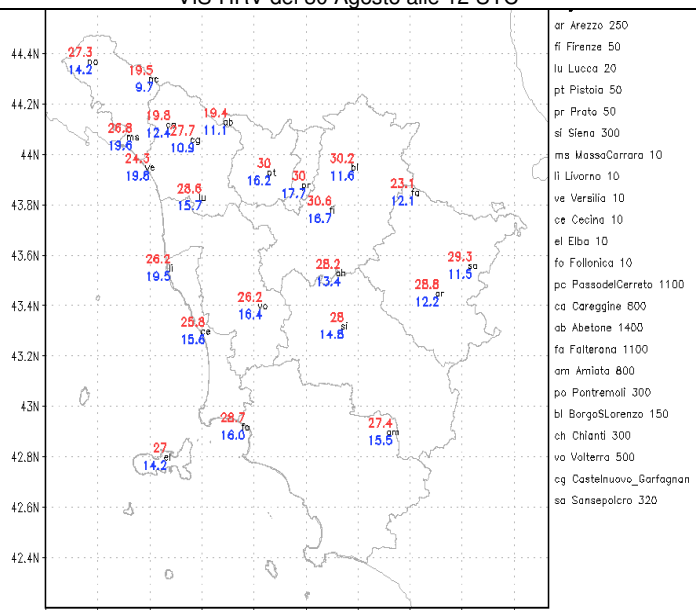 VIS HRV del 30 Agosto alle 12 UTC
44.4N
44.2N
44N
43.8N
43.6N
43.4N
43.2N
43N
42.8N
42.6N
42.4N
27.3
po
14.2
19.5
pc
9.7
19.8
ca
12.4
27.7
cg
10.9
19.4
ab
11.1
26.8
ms
19.6
24.3
ve
19.8
28.6
lu
15.7
30
pt
16.2
30
pr
17.7
30.2
bl
11.6
30.6
fi
16.7
23.1
fa
12.1
26.2
li
19.5
28.2
ch
13.4
29.3
sa
11.5
28.8
ar
12.2
25.8
ce
15.6
26.2
vo
16.4
28
si
14.8
28.7
fo
16.0
27.4
am
15.5
27
el
14.2
ar Arezzo 250
fi Firenze 50
lu Lucca 20
pt Pistoia 50
pr Prato 50
si Siena 300
ms MassaCarrara 10
li Livorno 10
ve Versilia 10
ce Cecina 10
el Elba 10
fo Follonica 10
pc PassodelCerreto 1100
ca Careggine 800
ab Abetone 1400
fa Falterona 1100
am Amiata 800
po Pontremoli 300
bl BorgoSLorenzo 150
ch Chianti 300
vo Volterra 500
cg Castelnuovo_Garfagnan
sa Sansepolcro 320